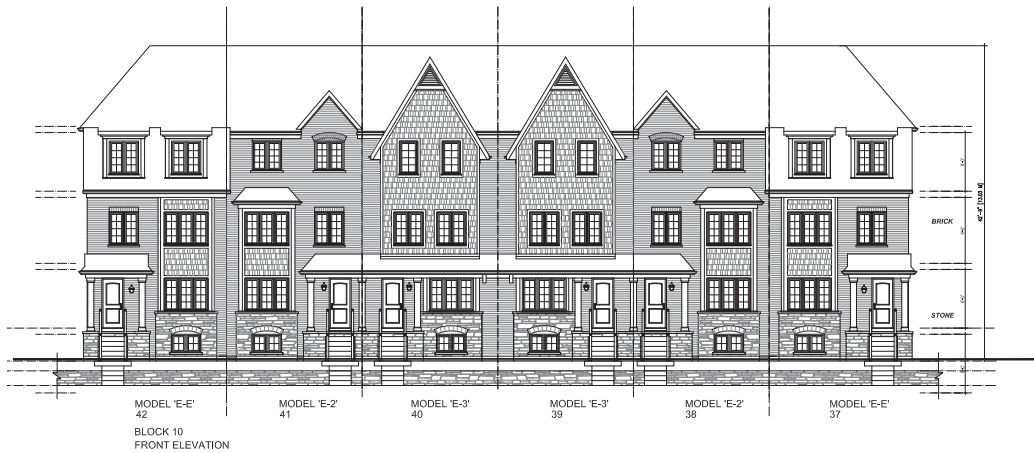 BRICK
STONE
MODEL 'E-E'
42
MODEL 'E-2'
41
MODEL 'E-3'
40
MODEL 'E-3'
39
MODEL 'E-2'
38
MODEL 'E-E'
37
BLOCK 10
FRONT ELEVATION